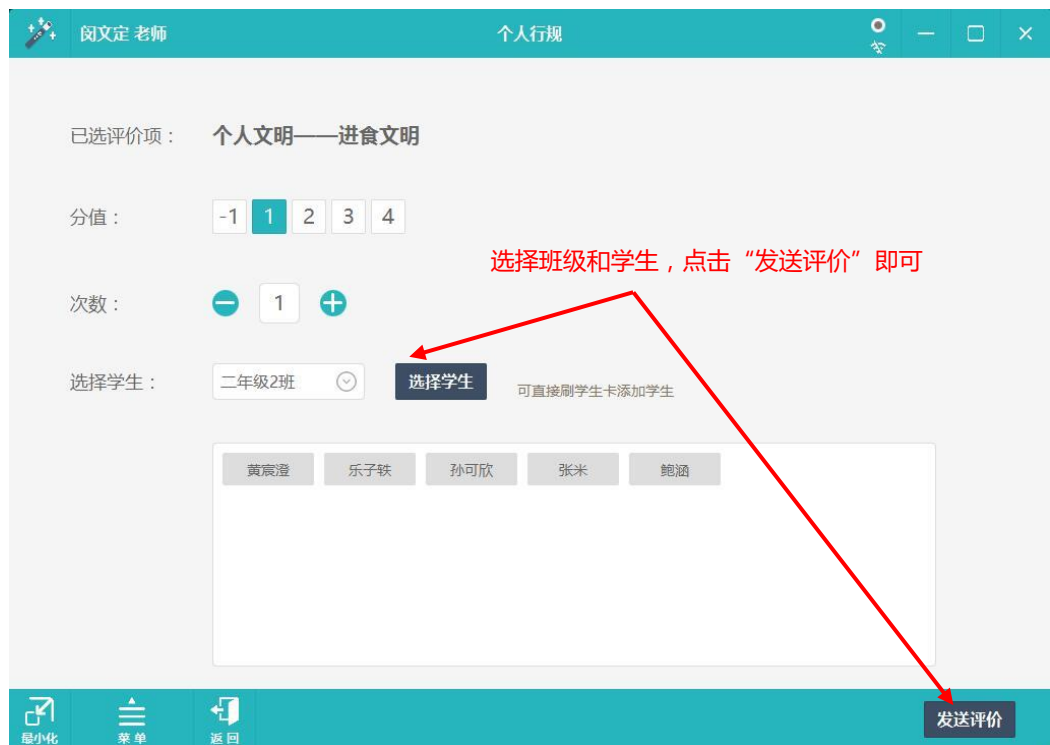 闵文定 老师 个人行规
已选评价项： 个人文明——进食文明
分值： -1 1 2 3 4
选择班级和学生，点击“发送评价”即可
次数： 1
选择学生： 二年级2班 选择学生 可直接刷学生卡添加学生
黄宸澄 乐子轶 孙可欣 张米 鲍涵
最小化 菜单 返回 发送评价